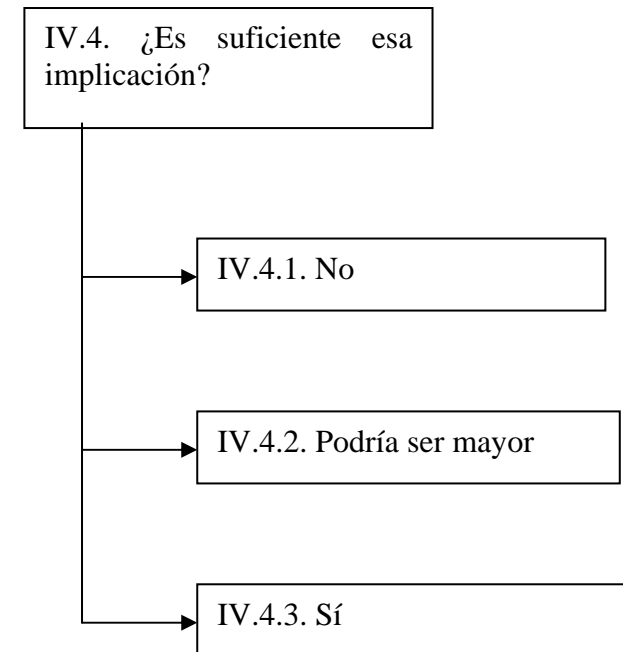 IV.4. ¿Es suficiente esa
implicación?
IV.4.1. No
IV.4.2. Podría ser mayor
IV.4.3. Sí